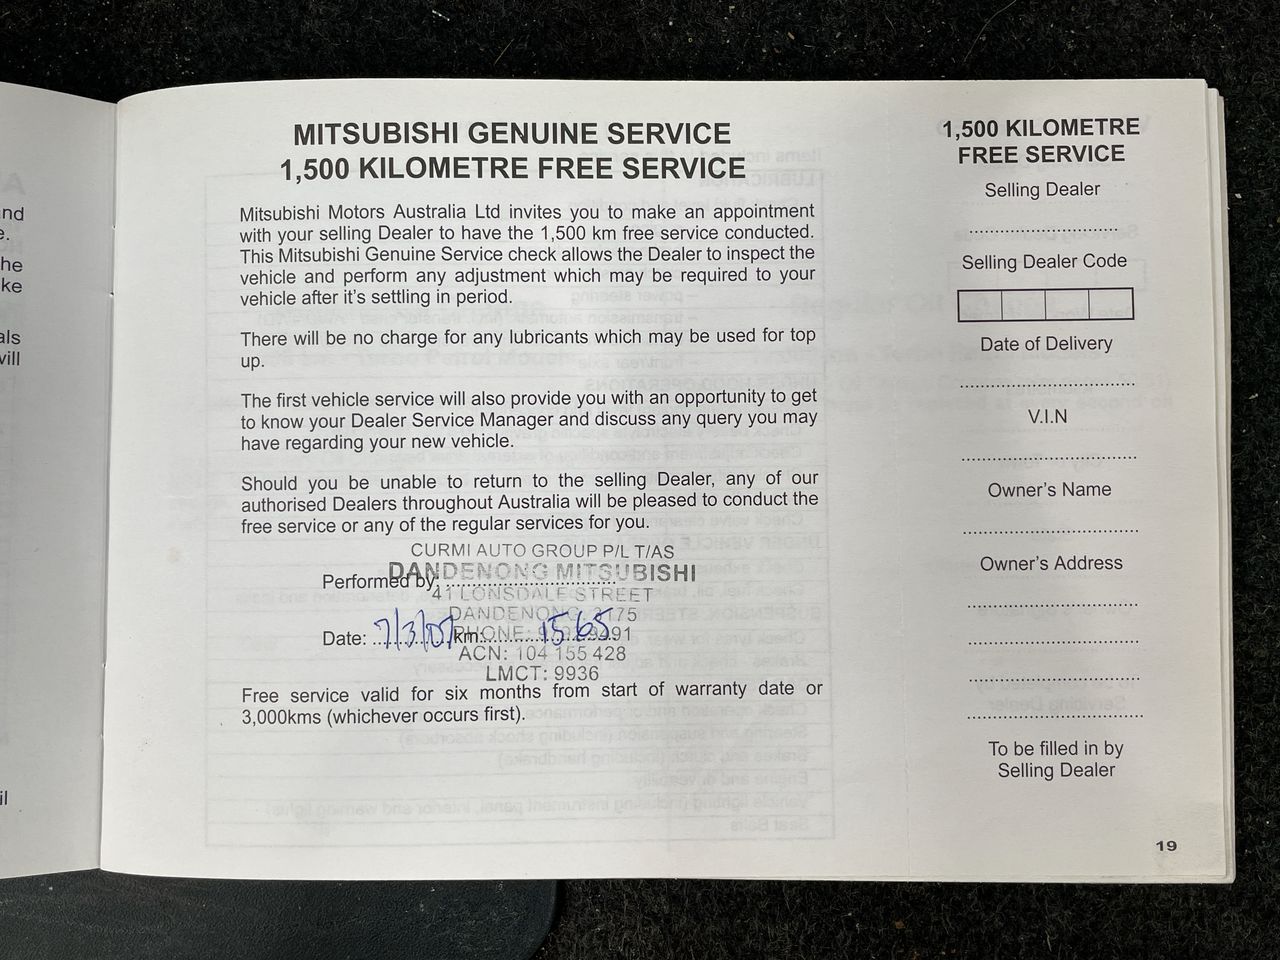 nd
e.
he
ke
als
will
il
MITSUBISHI GENUINE SERVICE
1,500 KILOMETRE FREE SERVICE
Mitsubishi Motors Australia Ltd invites you to make an appointment
with your selling Dealer to have the 1,500 km free service conducted.
This Mitsubishi Genuine Service check allows the Dealer to inspect the
vehicle and perform any adjustment which may be required to your
vehicle after it's settling in period.
There will be no charge for any lubricants which may be used for top
up.
The first vehicle service will also provide you with an opportunity to get
to know your Dealer Service Manager and discuss any query you may
have regarding your new vehicle.
Should you be unable to return to the selling Dealer, any of our
authorised Dealers throughout Australia will be pleased to conduct the
free service or any of the regular services for you.
CURMI AUTO GROUP P/L T/AS
DANDENONG MITSUBISHI
Performed by:
41 LONSDALE STREET
DANDENONG 3175
Date: 7/3/07 km: 1565
PHONE:
ACN: 104 155 428
LMCT: 9936
Free service valid for six months from start of warranty date or
3,000kms (whichever occurs first).
1,500 KILOMETRE
FREE SERVICE
Selling Dealer
Selling Dealer Code
Date of Delivery
V.I.N
Owner's Name
Owner's Address
To be filled in by
Selling Dealer
19